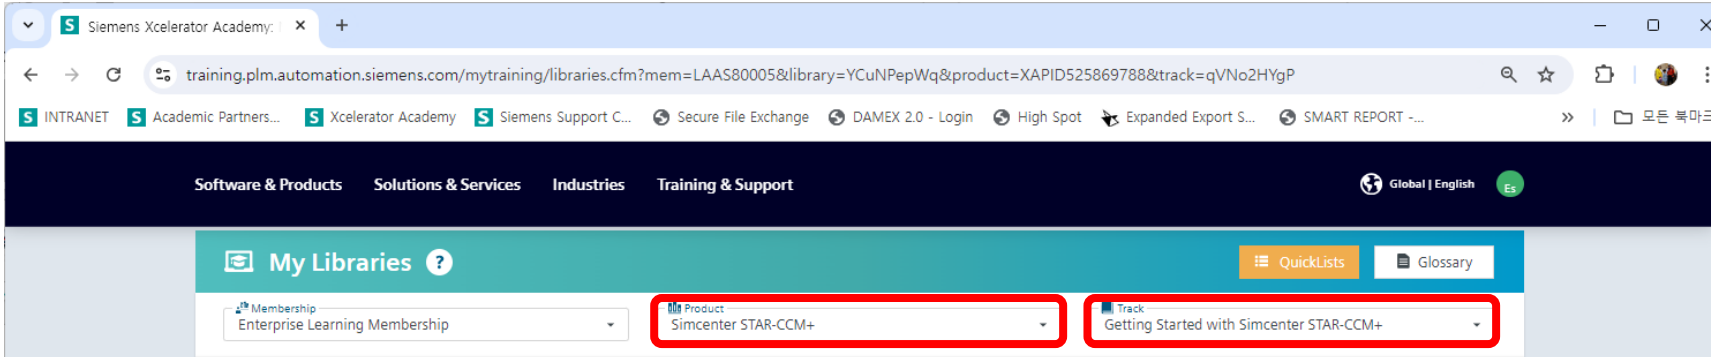 Siemens Xcelerator Academy:
training.plm.automation.siemens.com/mytraining/libraries.cfm?mem=LAAS80005&library=YCuNPepWq&product=XAPID525869788&track=qVNo2HYgP
S INTRANET S Academic Partners... S Xcelerator Academy S Siemens Support C... Secure File Exchange DAMEX 2.0 - Login High Spot Expanded Export S... SMART REPORT -... » 모든 북마크
Software & Products Solutions & Services Industries Training & Support Global | English Es
My Libraries ? QuickLists Glossary
Membership Product Track
Enterprise Learning Membership Simcenter STAR-CCM+ Getting Started with Simcenter STAR-CCM+